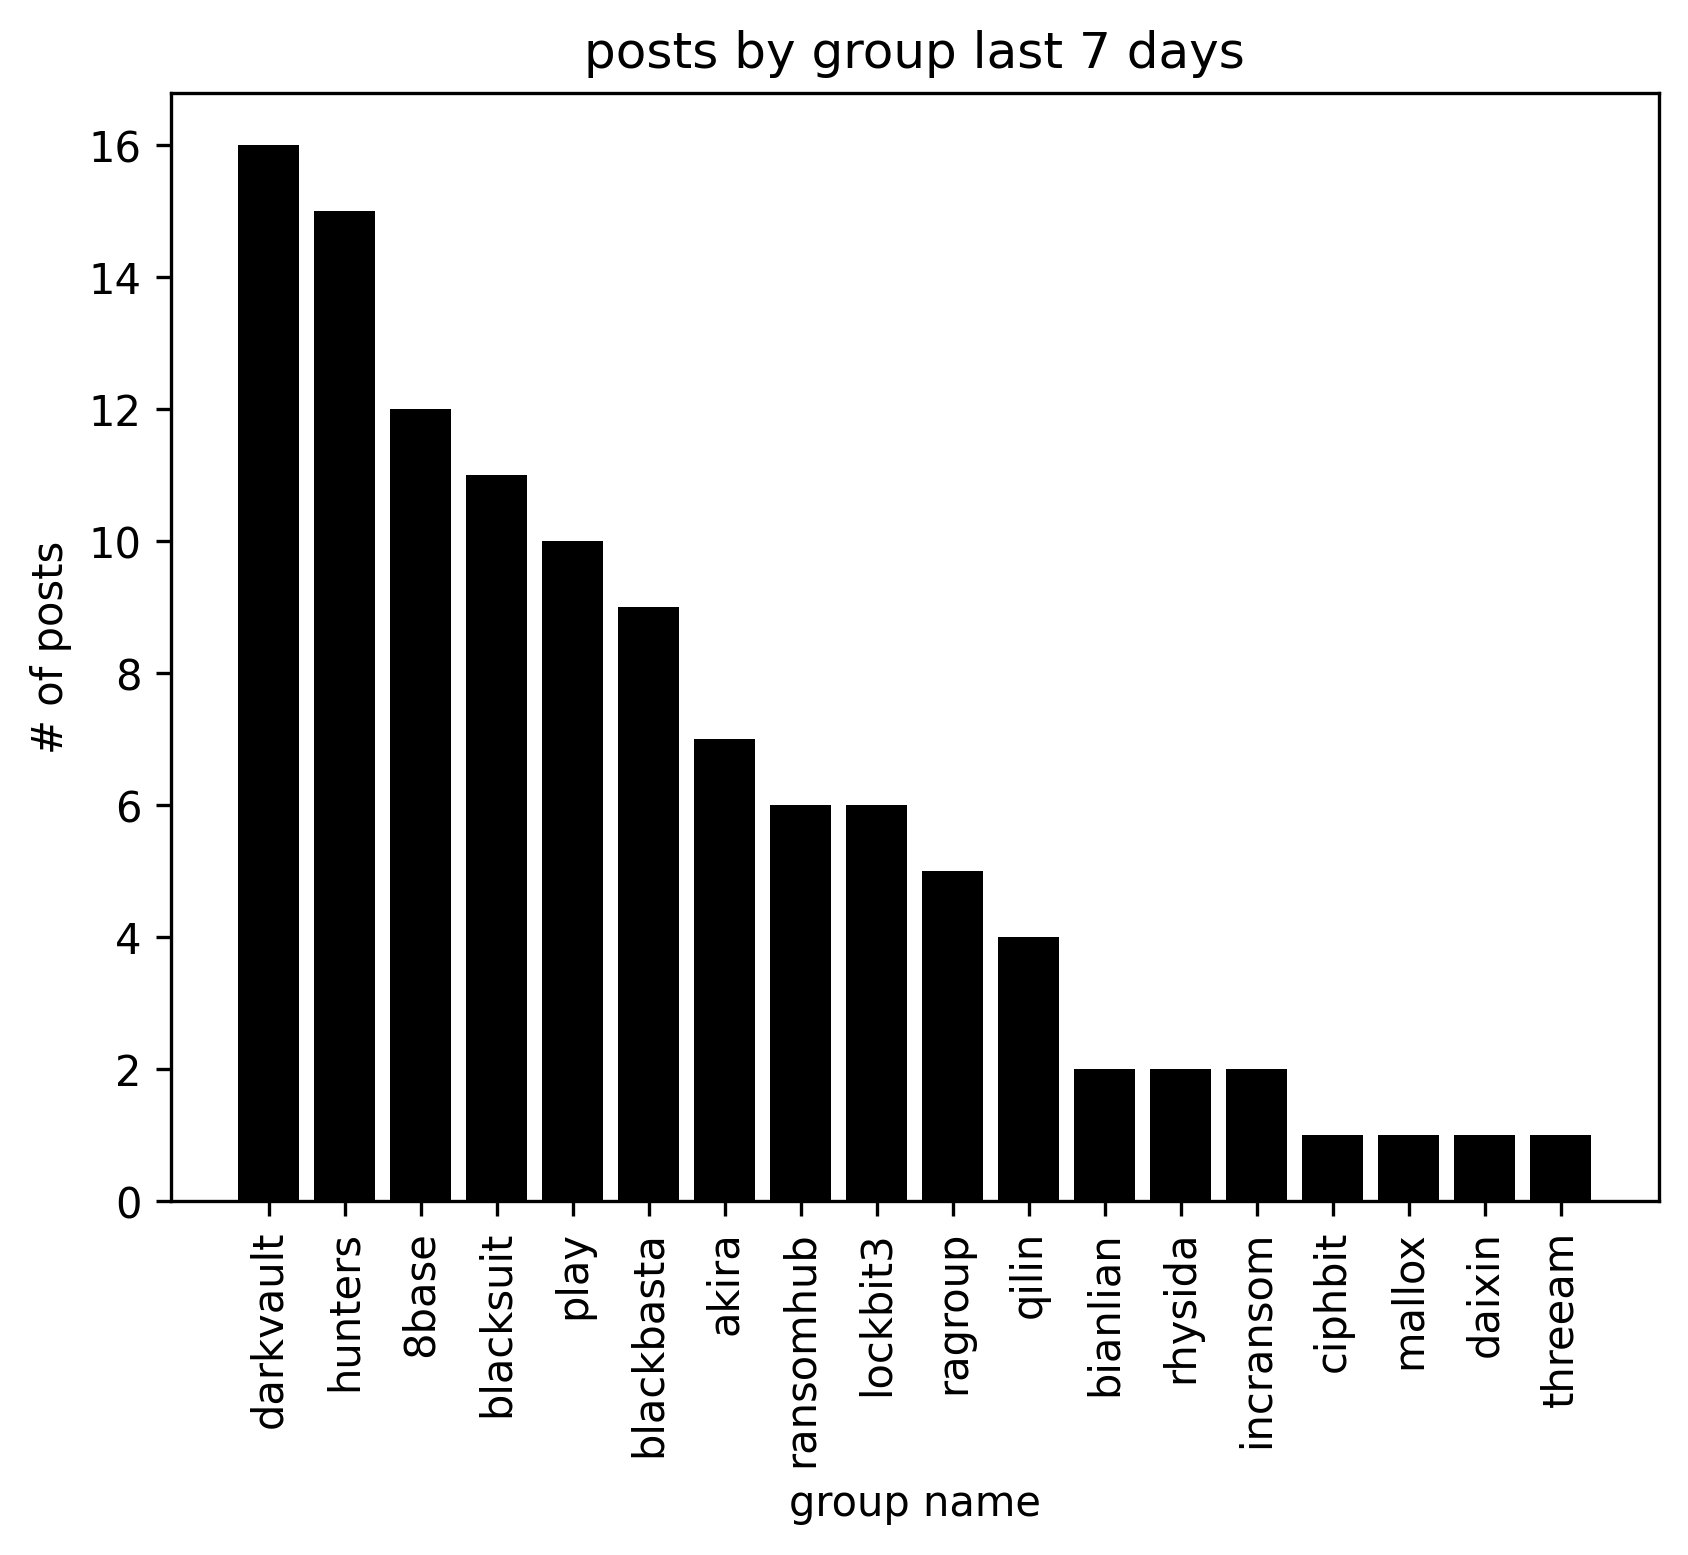 posts by group last 7 days
# of posts
16
14
12
10
8
6
4
2
0
darkvault
hunters
8base
blacksuit
play
blackbasta
akira
ransomhub
lockbit3
ragroup
qilin
bianlian
rhysida
incransom
ciphbit
mallox
daixin
threeam
group name